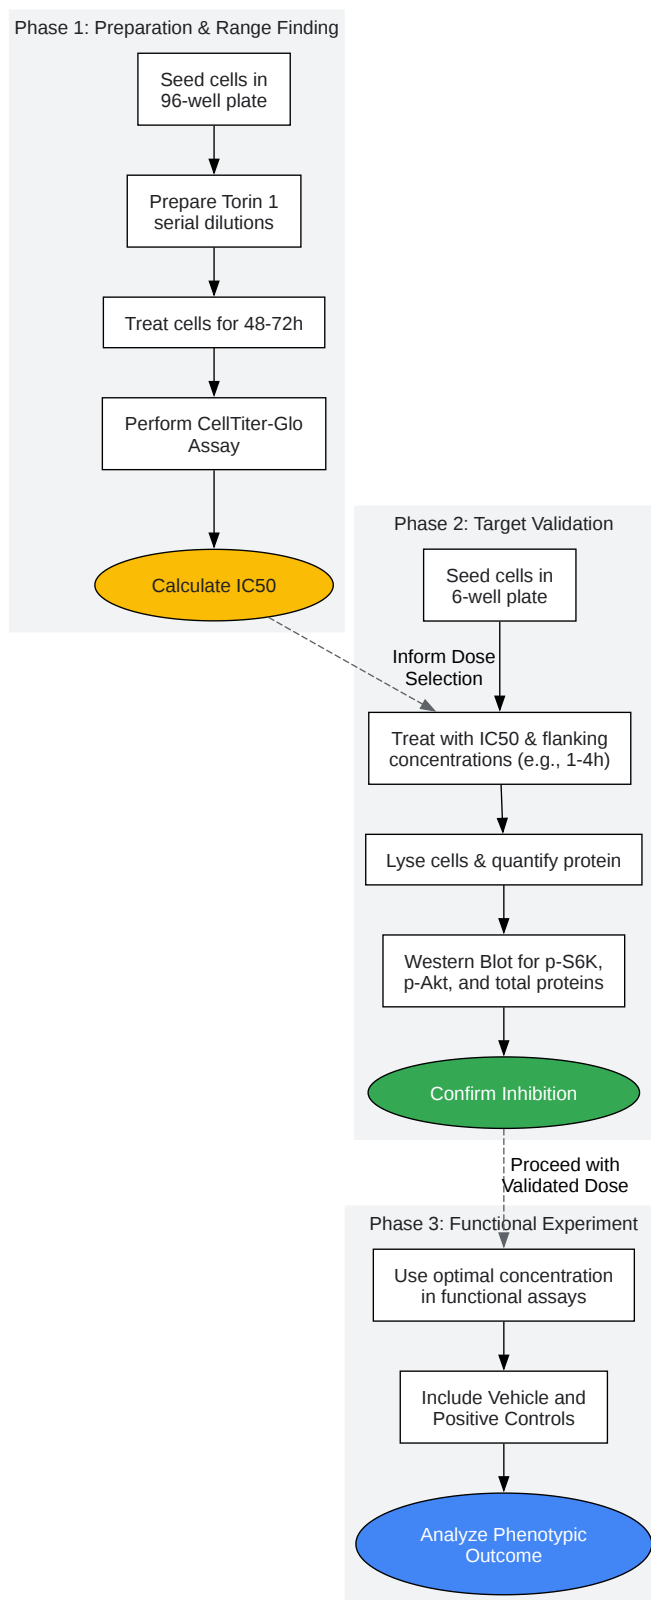 Phase 1: Preparation & Range Finding
Seed cells in
96-well plate
Prepare Torin 1
serial dilutions
Treat cells for 48-72h
Perform CellTiter-Glo
Assay
Calculate IC50
Phase 2: Target Validation
Seed cells in
6-well plate
Inform Dose
Selection
Treat with IC50 & flanking
concentrations (e.g., 1-4h)
Lyse cells & quantify protein
Western Blot for p-S6K,
p-Akt, and total proteins
Confirm Inhibition
Proceed with
Validated Dose
Phase 3: Functional Experiment
Use optimal concentration
in functional assays
Include Vehicle and
Positive Controls
Analyze Phenotypic
Outcome